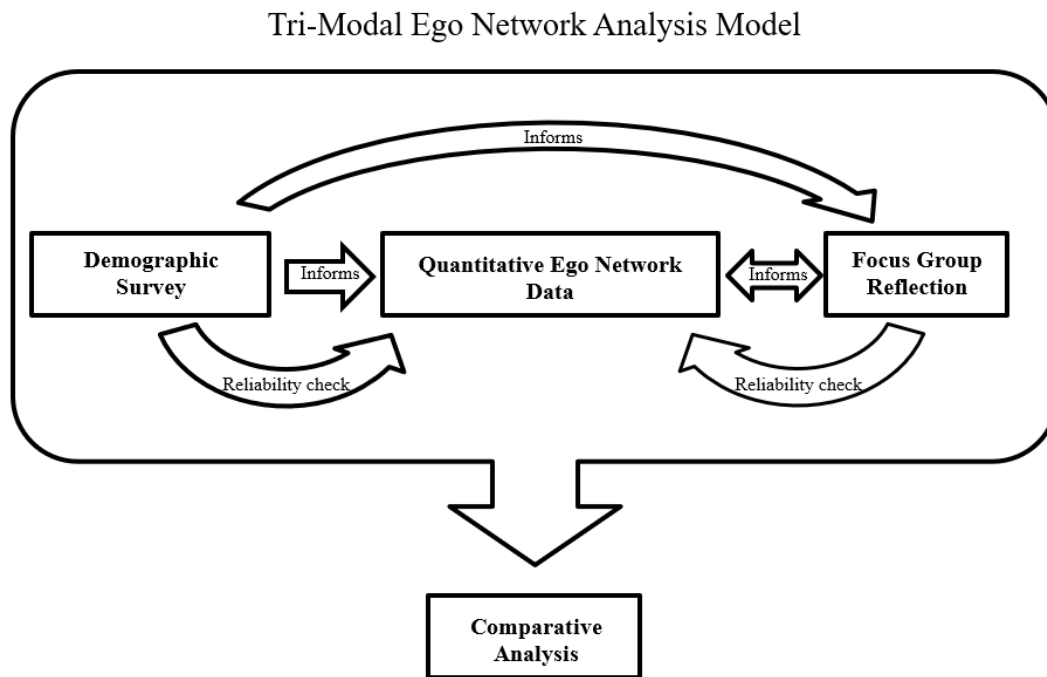 Tri-Modal Ego Network Analysis Model
Informs
Demographic
Survey
Informs
Quantitative Ego Network
Data
Informs
Focus Group
Reflection
Reliability check
Reliability check
Comparative
Analysis